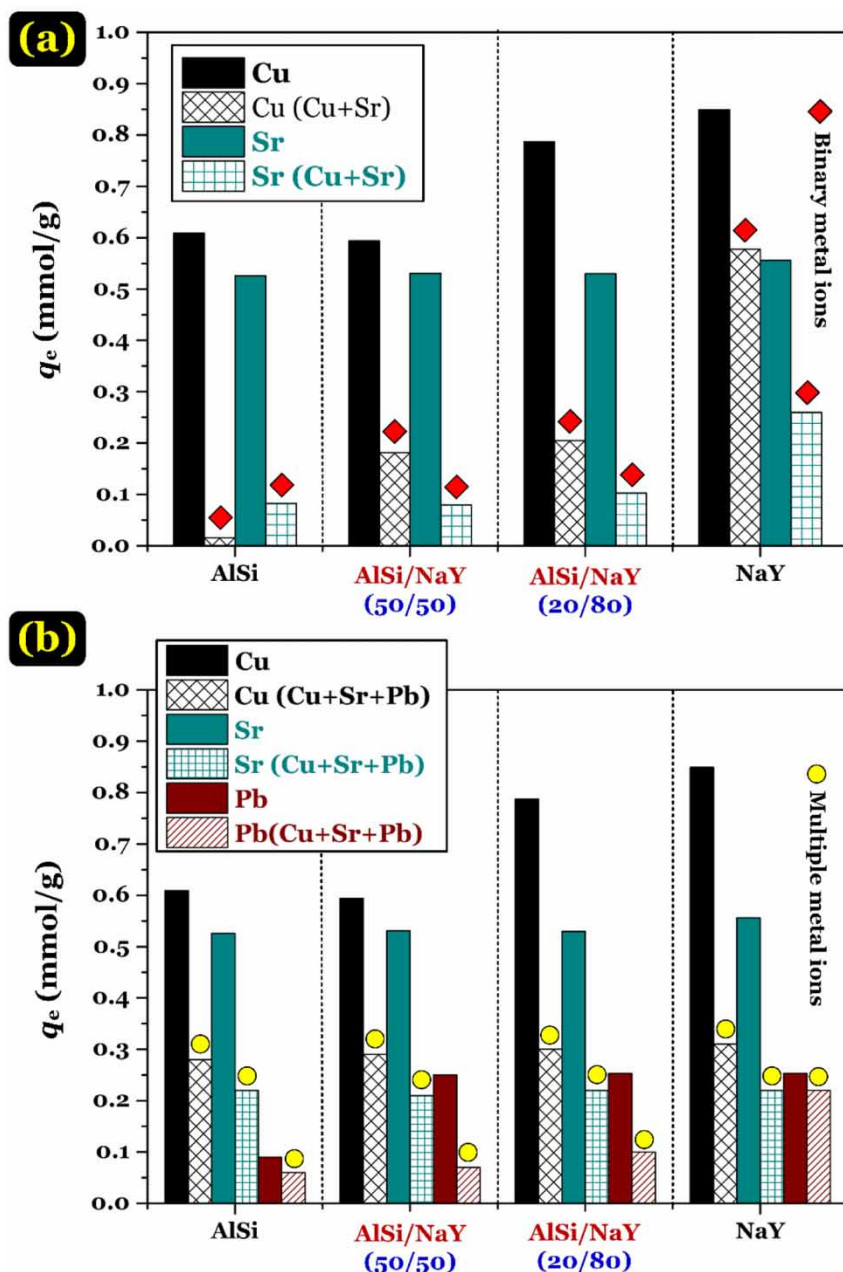 (a)
1.0
0.9
0.8
0.7
0.6
0.5
0.4
0.3
0.2
0.1
0.0
qe (mmol/g)
Cu
Cu (Cu+Sr)
Sr
Sr (Cu+Sr)
Binary metal ions
AlSi
AlSi/NaY
(50/50)
AlSi/NaY
(20/80)
NaY
(b)
1.0
0.9
0.8
0.7
0.6
0.5
0.4
0.3
0.2
0.1
0.0
qe (mmol/g)
Cu
Cu (Cu+Sr+Pb)
Sr
Sr (Cu+Sr+Pb)
Pb
Pb(Cu+Sr+Pb)
Multiple metal ions
AlSi
AlSi/NaY
(50/50)
AlSi/NaY
(20/80)
NaY